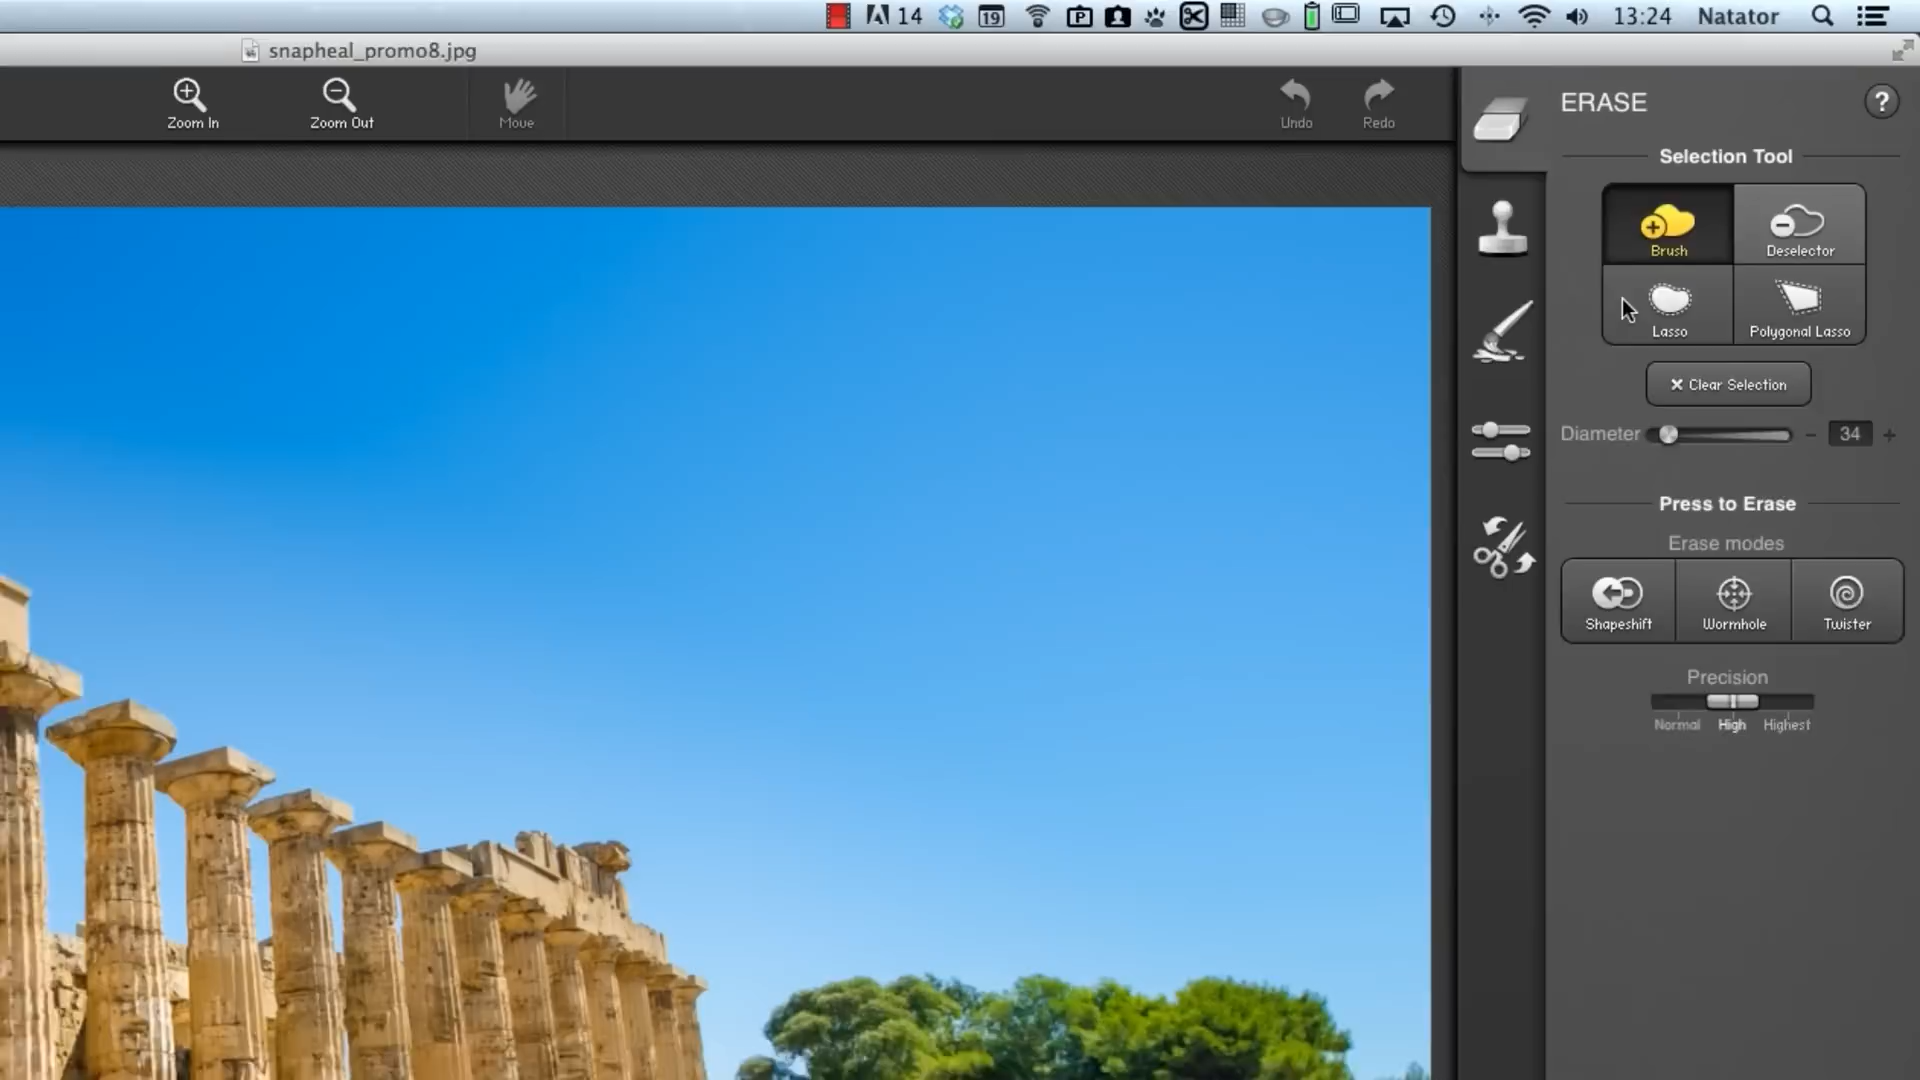 14 19 P 13:24 Natator
snapheal_promo8.jpg
Zoom In Zoom Out Move Undo Redo
ERASE ?
Selection Tool
Brush Deselector
Lasso Polygonal Lasso
Clear Selection
Diameter 34
Press to Erase
Erase modes
Shapeshift Wormhole Twister
Precision
Normal High Highest